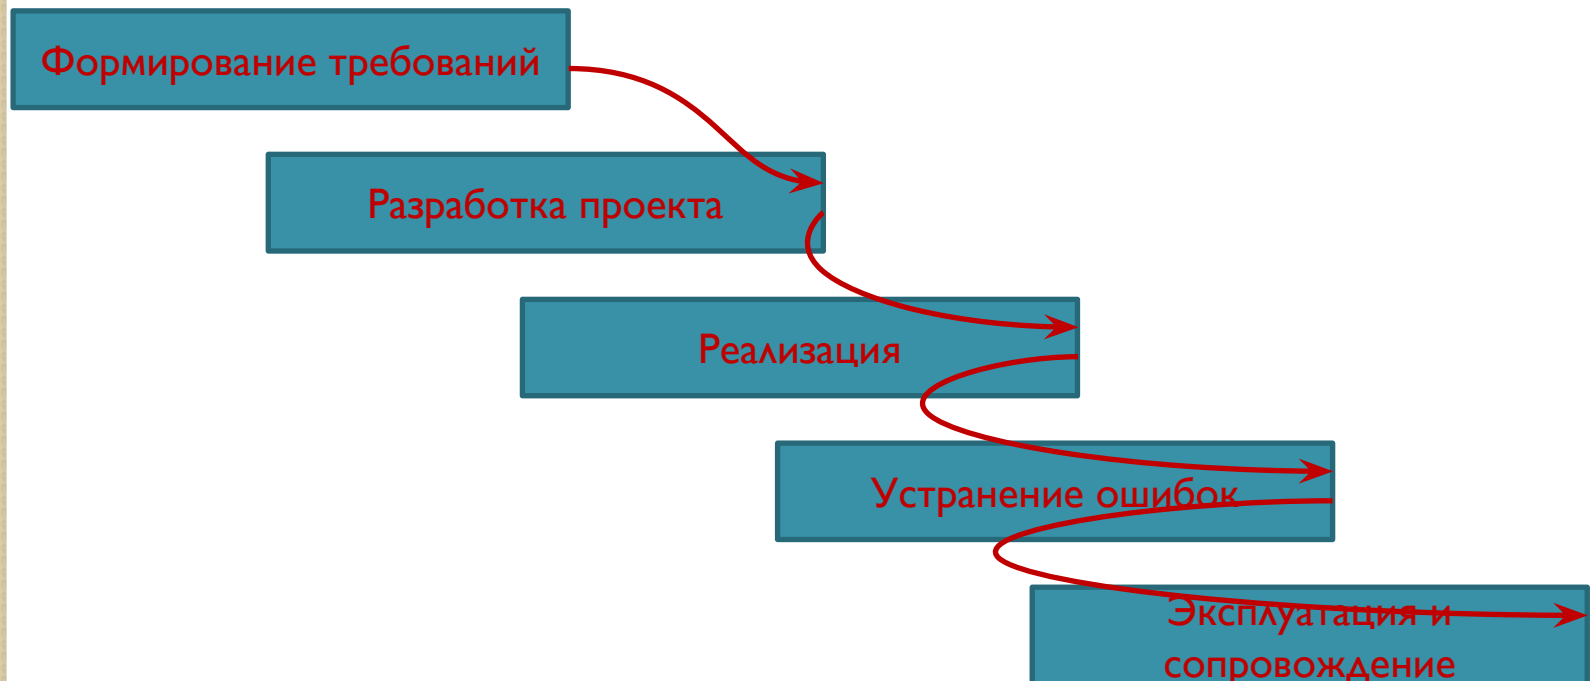 Формирование требований
Разработка проекта
Реализация
Устранение ошибок
Эксплуатация и
сопровождение